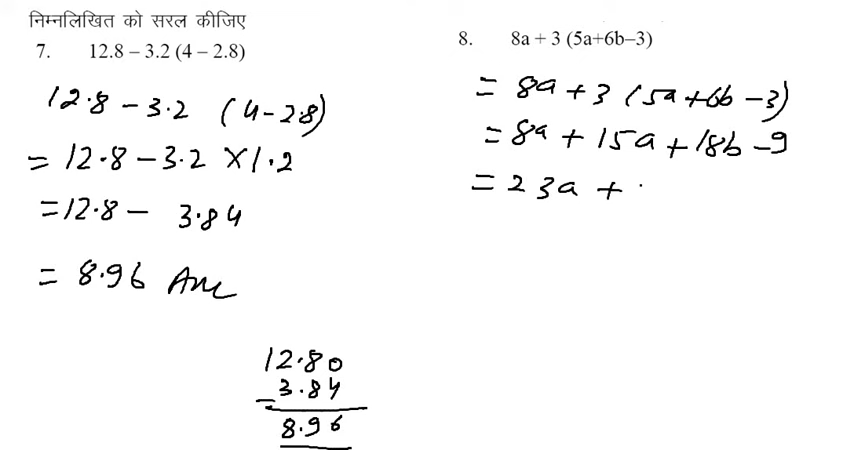 निम्नलिखित को सरल कीजिए
7. 12.8 – 3.2 (4 – 2.8)
12.8 – 3.2 (4 – 2.8)
= 12.8 – 3.2 × 1.2
= 12.8 – 3.84
= 8.96 Ans
12.80
– 3.84
8.96
8. 8a + 3 (5a+6b–3)
= 8a + 3 (5a + 6b – 3)
= 8a + 15a + 18b – 9
= 23a +